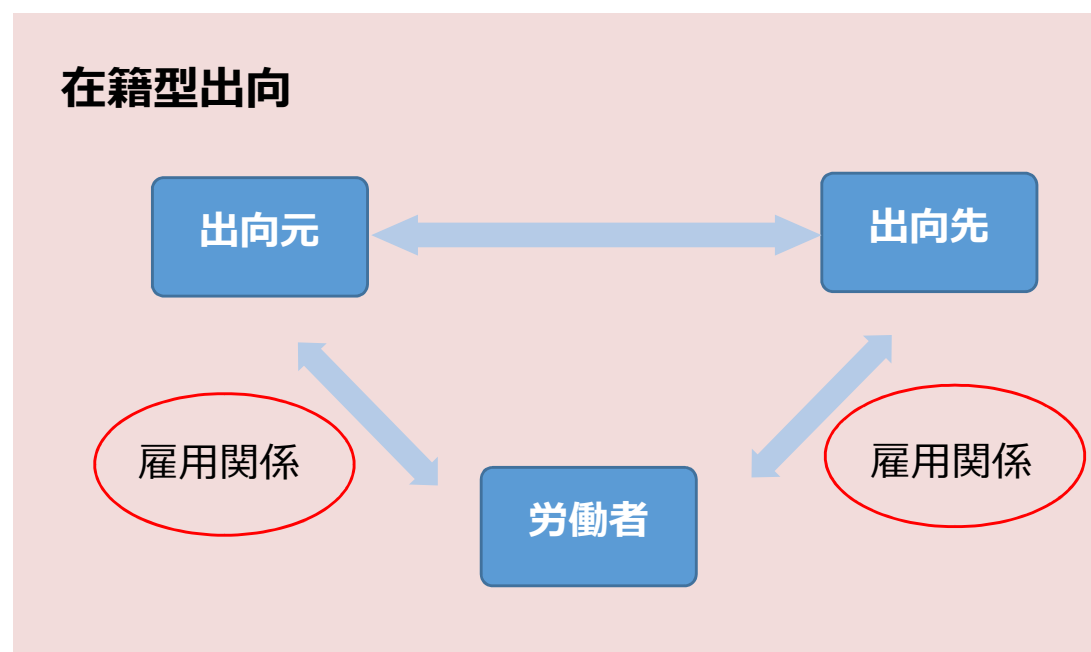 在籍型出向
出向元
出向先
雇用関係
雇用関係
労働者